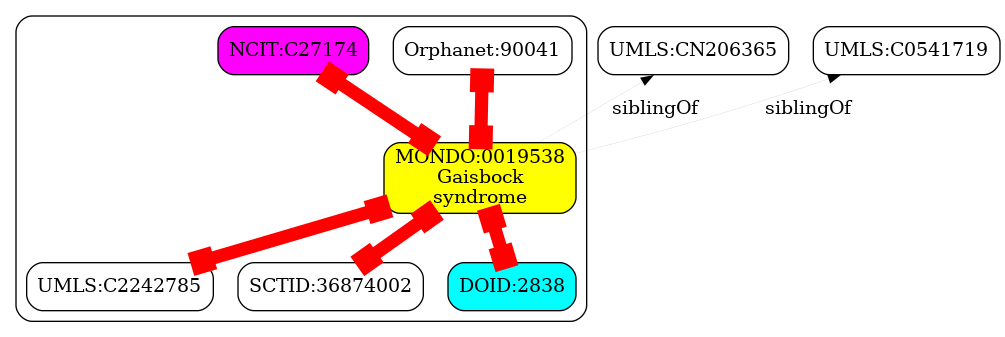 NCIT:C27174
Orphanet:90041
UMLS:CN206365
UMLS:C0541719
siblingOf
siblingOf
MONDO:0019538
Gaisbock
syndrome
UMLS:C2242785
SCTID:36874002
DOID:2838